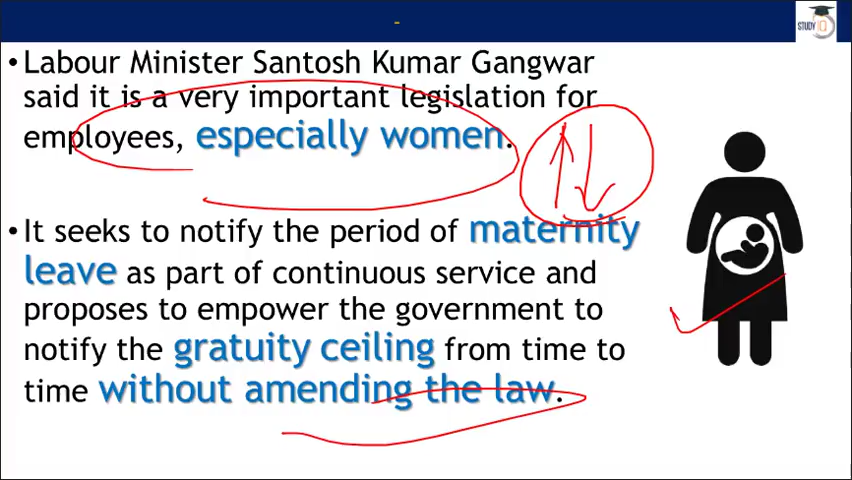 -
STUDY IQ
• Labour Minister Santosh Kumar Gangwar
said it is a very important legislation for
employees, especially women.
• It seeks to notify the period of maternity
leave as part of continuous service and
proposes to empower the government to
notify the gratuity ceiling from time to
time without amending the law.